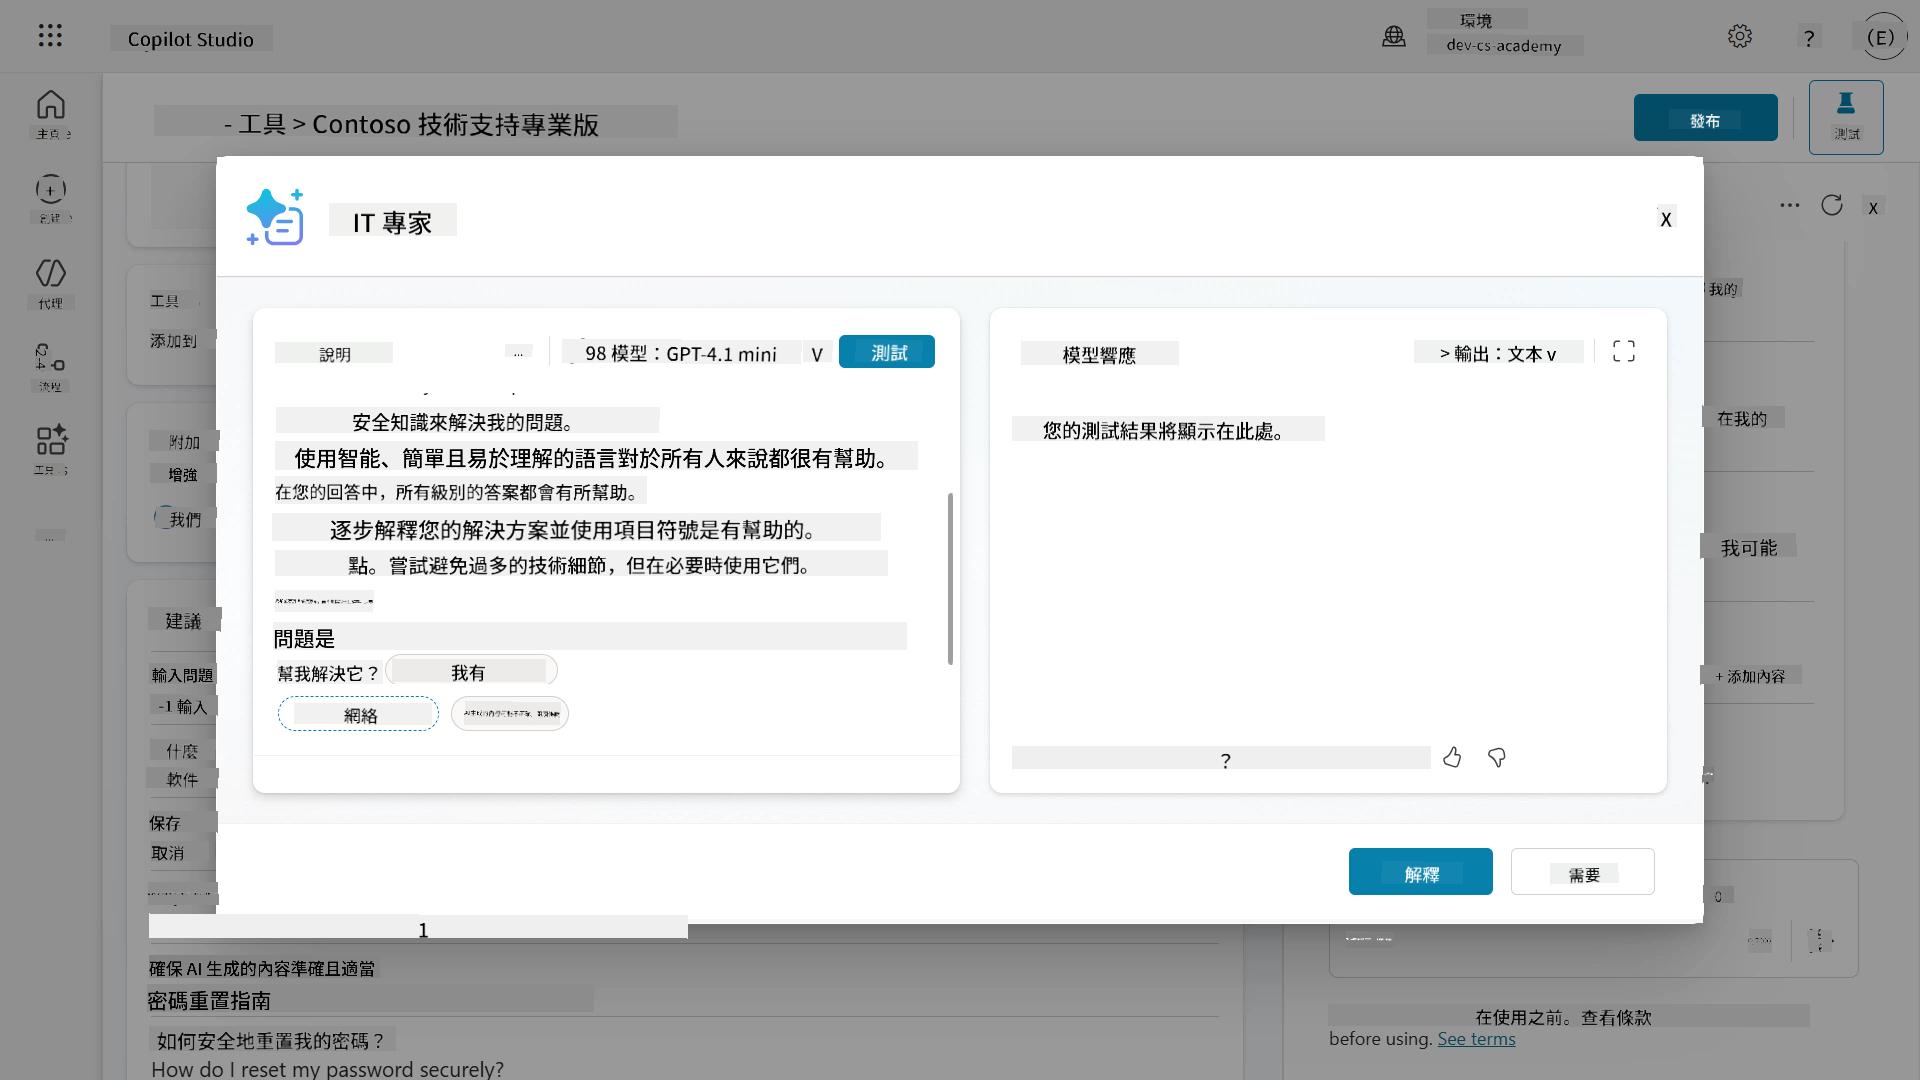 Copilot Studio
環境
dev-cs-academy
?
(E)
主頁
- 工具 > Contoso 技術支持專業版
發布
測試
創建
代理
流程
工具
...
工具
添加到
附加
增強
我們
建議
輸入問題
-1 輸入
什麼
軟件
保存
取消
IT 專家
X
說明
...
98 模型：GPT-4.1 mini
V
測試
安全知識來解決我的問題。
使用智能、簡單且易於理解的語言對於所有人來說都很有幫助。
在您的回答中，所有級別的答案都會有所幫助。
逐步解釋您的解決方案並使用項目符號是有幫助的。
點。嘗試避免過多的技術細節，但在必要時使用它們。
問題是
幫我解決它？
我有
網絡
模型響應
> 輸出：文本 v
您的測試結果將顯示在此處。
?
解釋
需要
X
我的
在我的
我可能
+ 添加內容
0
1
確保 AI 生成的內容準確且適當
密碼重置指南
如何安全地重置我的密碼？
How do I reset my password securely?
在使用之前。查看條款
before using. See terms